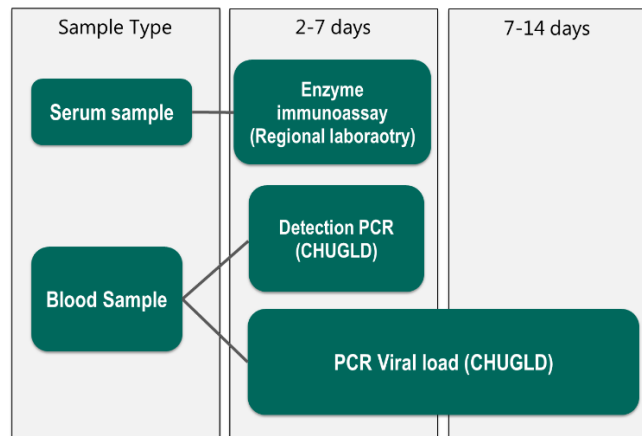 Sample Type
2-7 days
7-14 days
Serum sample
Enzyme
immunoassay
(Regional laboraotry)
Detection PCR
(CHUGLD)
Blood Sample
PCR Viral load (CHUGLD)